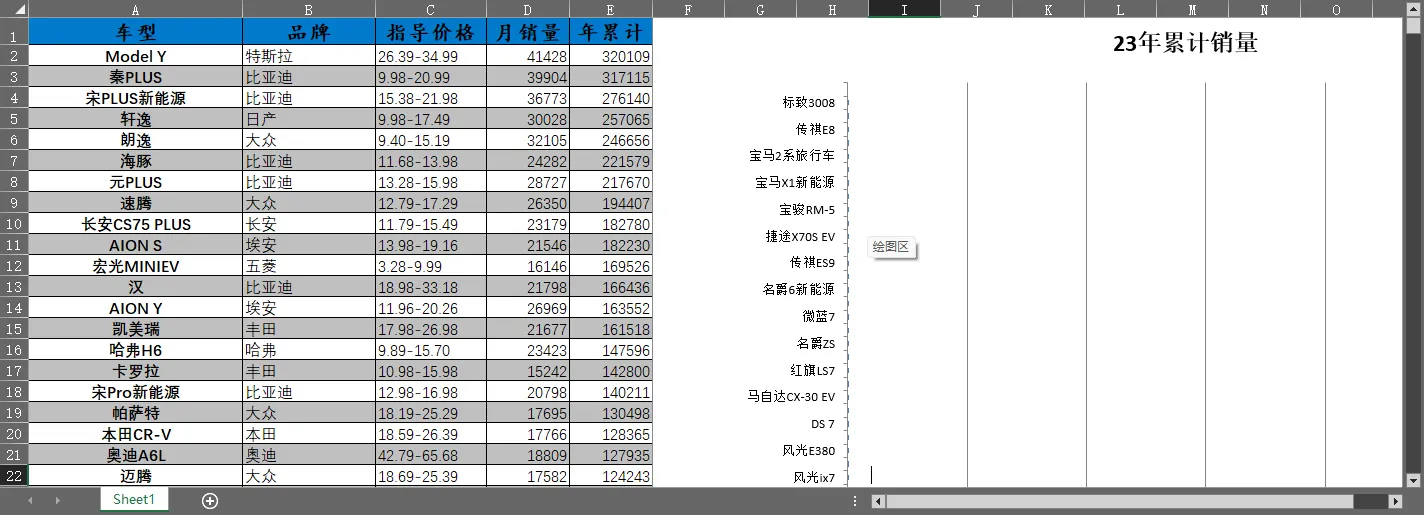 A B C D E F G H I J K L M N O
1 车型 品牌 指导价格 月销量 年累计
2 Model Y 特斯拉 26.39-34.99 41428 320109
3 秦PLUS 比亚迪 9.98-20.99 39904 317115
4 宋PLUS新能源 比亚迪 15.38-21.98 36773 276140
5 轩逸 日产 9.98-17.49 30028 257065
6 朗逸 大众 9.40-15.19 32105 246656
7 海豚 比亚迪 11.68-13.98 24282 221579
8 元PLUS 比亚迪 13.28-15.98 28727 217670
9 速腾 大众 12.79-17.29 26350 194407
10 长安CS75 PLUS 长安 11.79-15.49 23179 182780
11 AION S 埃安 13.98-19.16 21546 182230
12 宏光MINIEV 五菱 3.28-9.99 16146 169526
13 汉 比亚迪 18.98-33.18 21798 166436
14 AION Y 埃安 11.96-20.26 26969 163552
15 凯美瑞 丰田 17.98-26.98 21677 161518
16 哈弗H6 哈弗 9.89-15.70 23423 147596
17 卡罗拉 丰田 10.98-15.98 15242 142800
18 宋Pro新能源 比亚迪 12.98-16.98 20798 140211
19 帕萨特 大众 18.19-25.29 17695 130498
20 本田CR-V 本田 18.59-26.39 17766 128365
21 奥迪A6L 奥迪 42.79-65.68 18809 127935
22 迈腾 大众 18.69-25.39 17582 124243
23年累计销量
标致3008
传祺E8
宝马2系旅行车
宝马X1新能源
宝骏RM-5
捷途X70S EV
绘图区
传祺ES9
名爵6新能源
微蓝7
名爵ZS
红旗LS7
马自达CX-30 EV
DS 7
风光E380
风光ix7
Sheet1